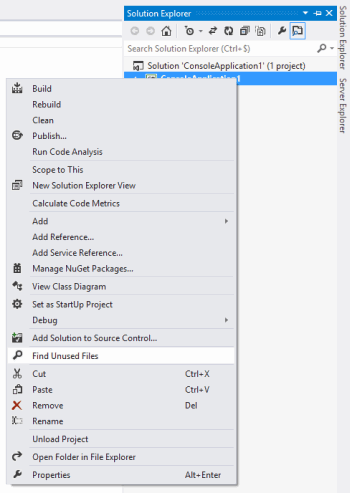 Solution Explorer
Search Solution Explorer (Ctrl+$)
Solution 'ConsoleApplication1' (1 project)
ConsoleApplication1
Solution Explorer
Server Explorer
Build
Rebuild
Clean
Publish...
Run Code Analysis
Scope to This
New Solution Explorer View
Calculate Code Metrics
Add
Add Reference...
Add Service Reference...
Manage NuGet Packages...
View Class Diagram
Set as StartUp Project
Debug
Add Solution to Source Control...
Find Unused Files
Cut Ctrl+X
Paste Ctrl+V
Remove Del
Rename
Unload Project
Open Folder in File Explorer
Properties Alt+Enter